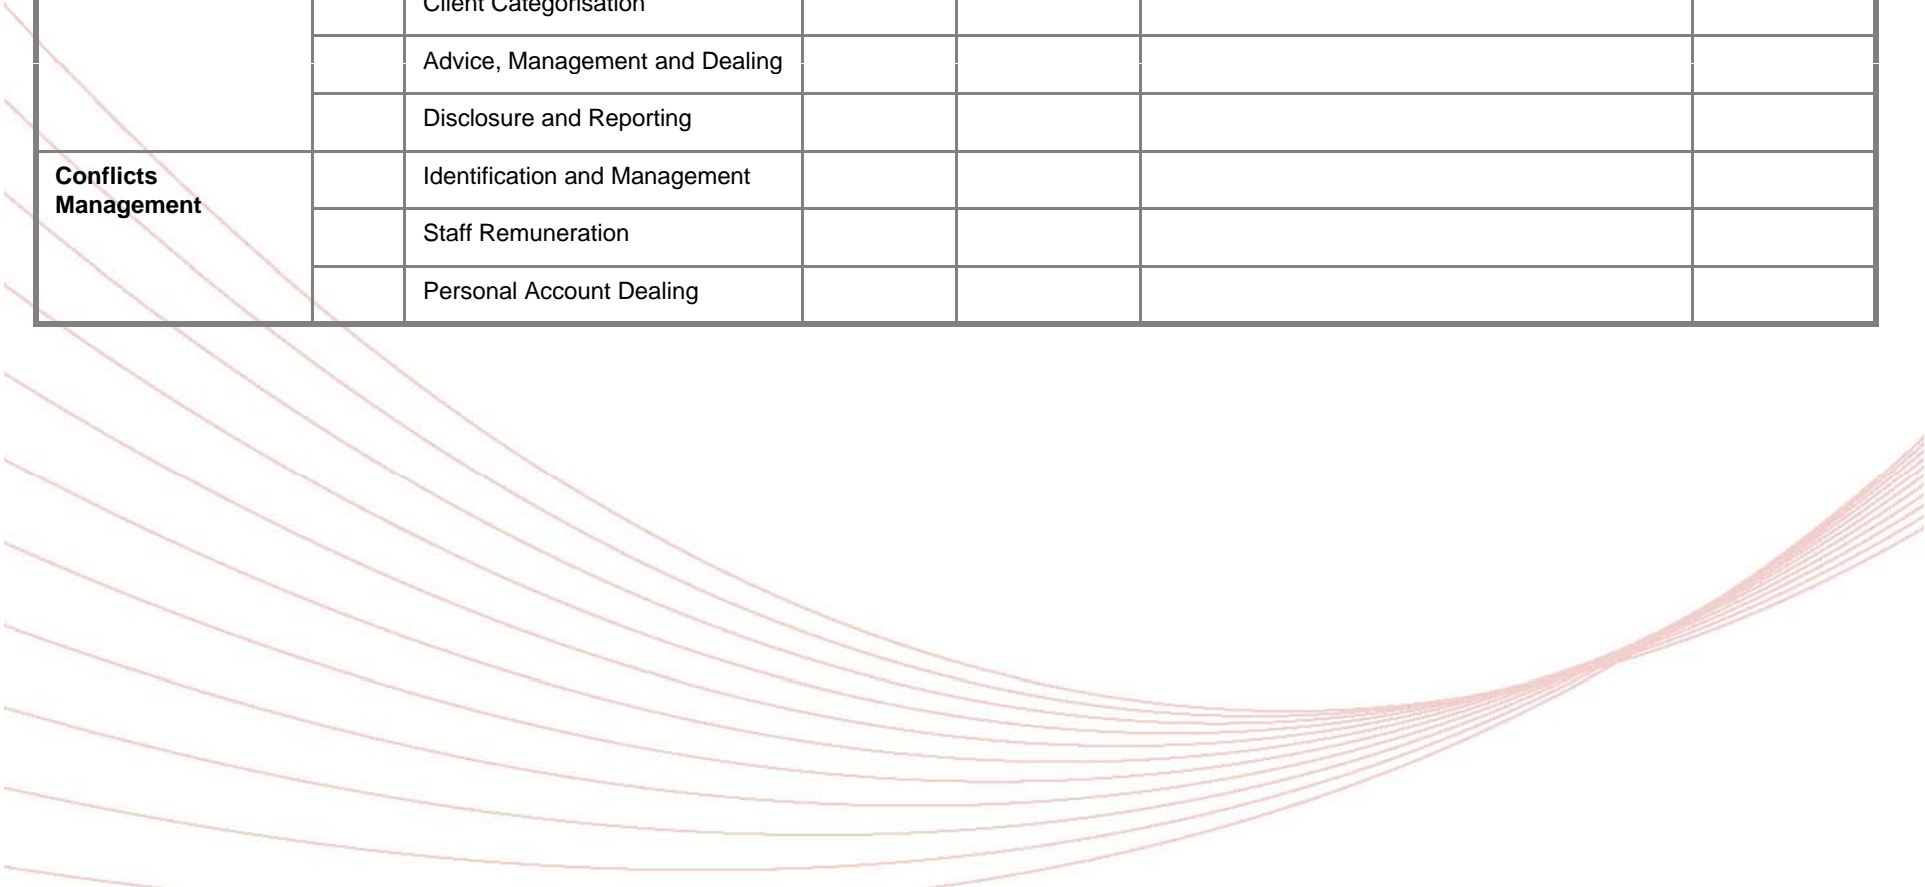 Client Categorisation
Advice, Management and Dealing
Disclosure and Reporting
Conflicts
Management
Identification and Management
Staff Remuneration
Personal Account Dealing